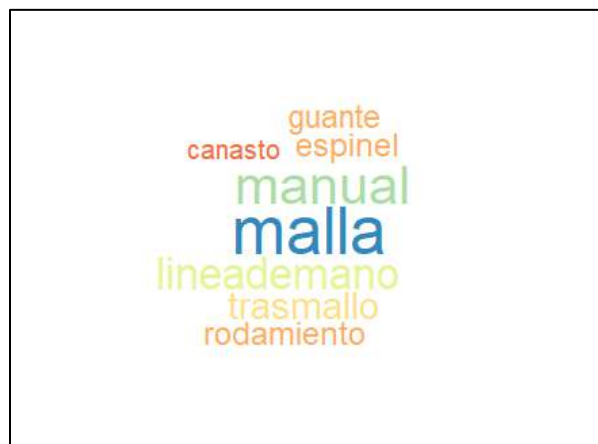 guante
canasto espinel
manual
malla
lineademano
trasmallo
rodamiento